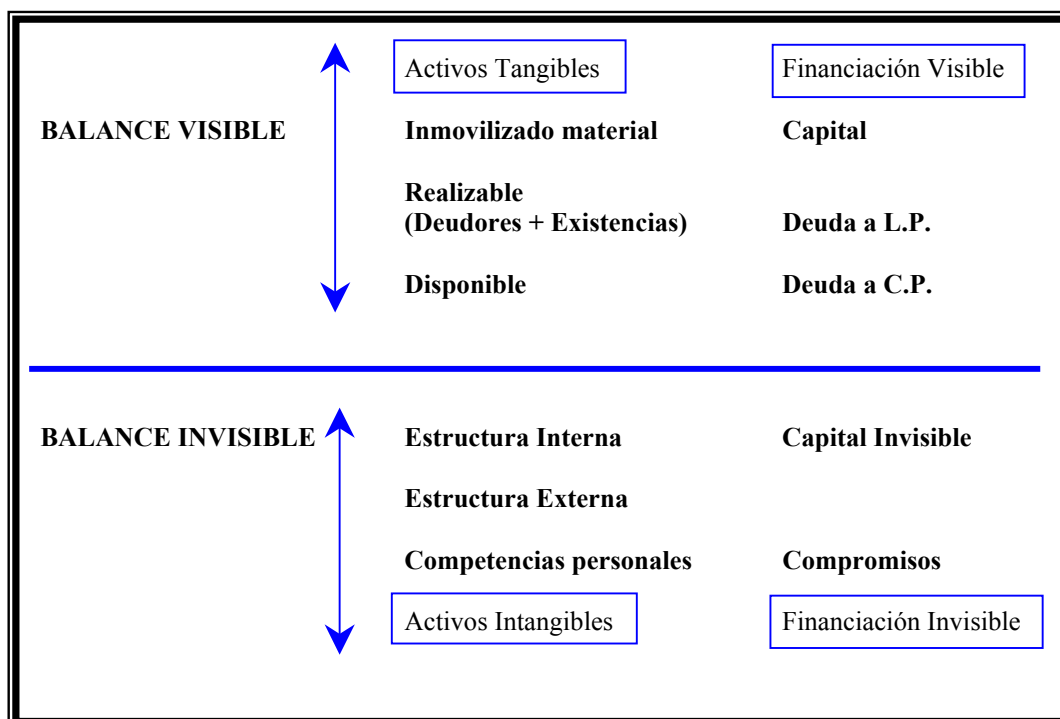 Activos Tangibles
Financiación Visible
BALANCE VISIBLE
Inmovilizado material
Capital
Realizable
(Deudores + Existencias)
Deuda a L.P.
Disponible
Deuda a C.P.
BALANCE INVISIBLE
Estructura Interna
Capital Invisible
Estructura Externa
Competencias personales
Compromisos
Activos Intangibles
Financiación Invisible